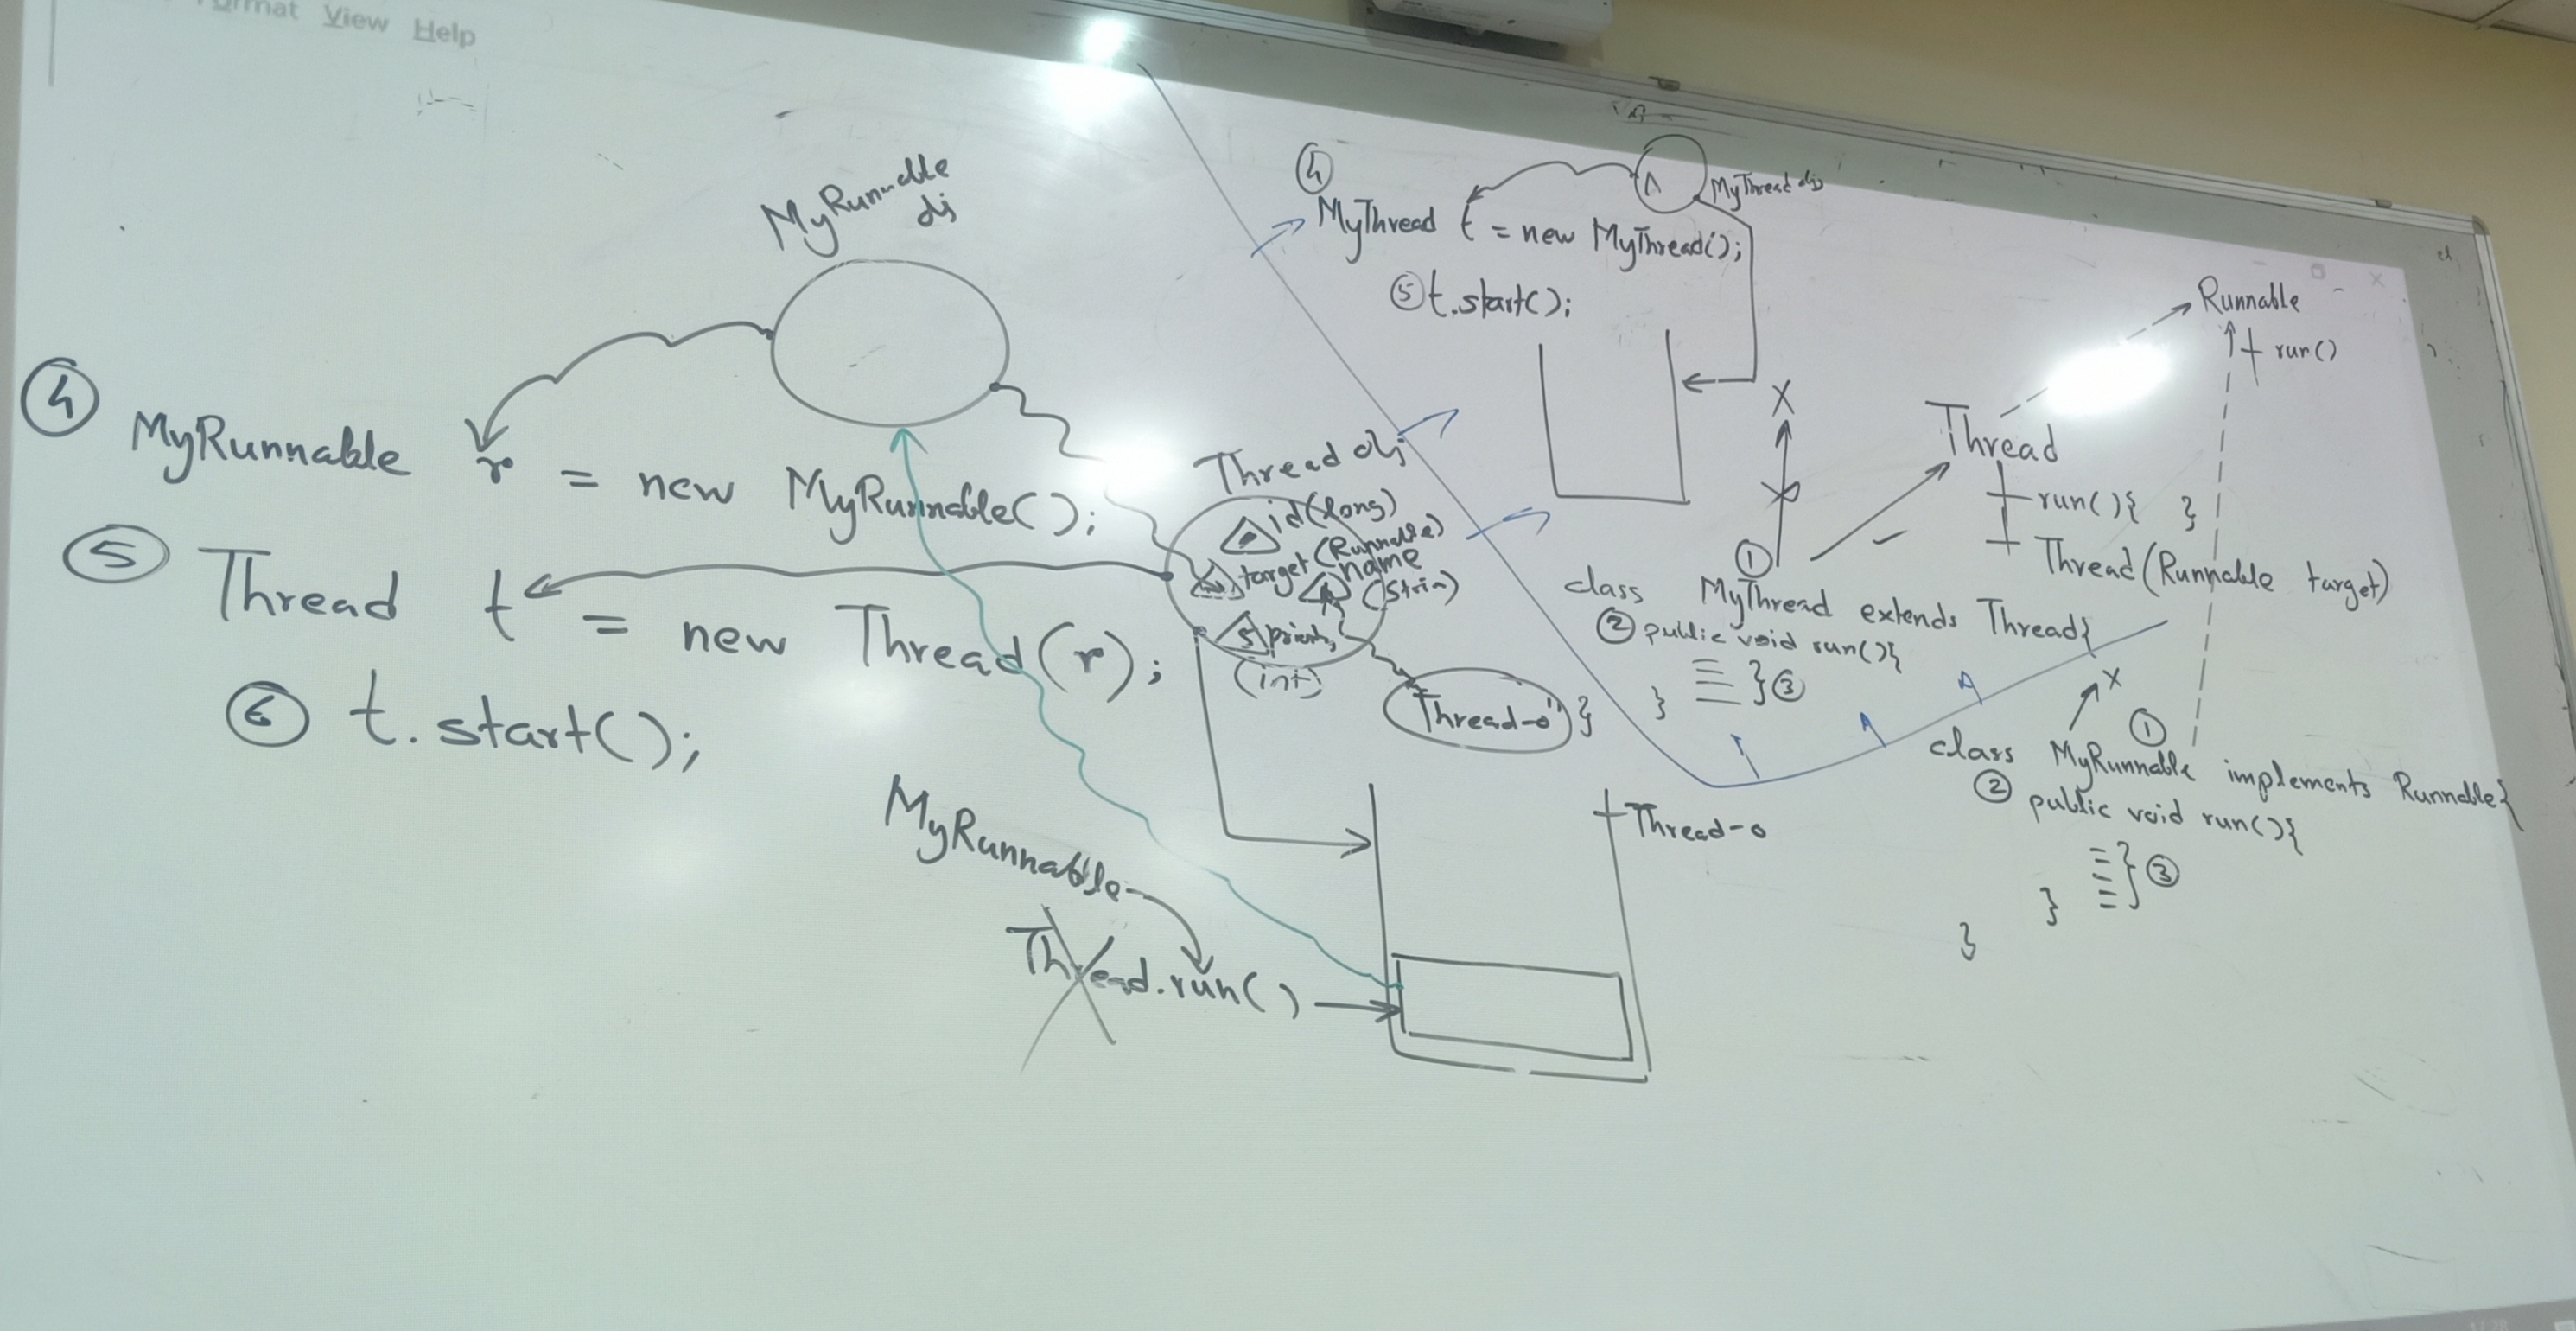 View Help
MyRunnable
obj
④ MyRunnable r = new MyRunnable();
⑤ Thread t = new Thread(r);
⑥ t.start();
Thread obj
id(long)
target(Runnable)
name
(Strin)
5 priority
(int)
Thread-0"
MyRunnable
Thread.run()
Thread-0
④
MyThread obj
MyThread t = new MyThread();
⑤ t.start();
X
Runnable
+ run()
Thread
run(){ }
Thread(Runnable target)
①
class MyThread extends Thread{
② public void run(){
} ③
}
}
X
①
class MyRunnable implements Runnable{
② public void run(){
} ③
}
}